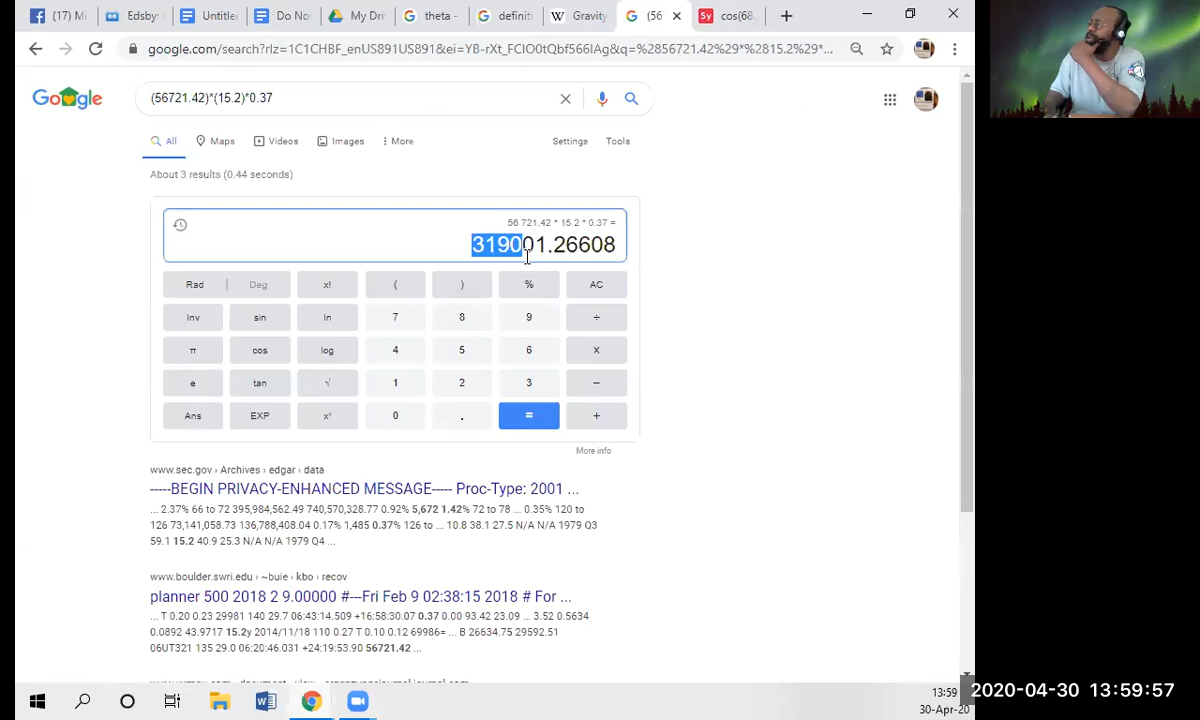 (17) Mi
Edsby
Untitle
Do No
My Dri
theta -
definiti
Gravity
(56
cos(68.
google.com/search?rlz=1C1CHBF_enUS891US891&ei=YB-rXt_FCIO0tQbf566IAg&q=%2856721.42%29*%2815.2%29*...
Google
(56721.42)*(15.2)*0.37
All
Maps
Videos
Images
More
Settings
Tools
About 3 results (0.44 seconds)
56 721.42 * 15.2 * 0.37 =
319001.26608
Rad Deg x! ( ) % AC
Inv sin ln 7 8 9 ÷
π cos log 4 5 6 X
e tan √ 1 2 3 −
Ans EXP xʸ 0 . = +
More info
www.sec.gov › Archives › edgar › data
-----BEGIN PRIVACY-ENHANCED MESSAGE----- Proc-Type: 2001 ...
... 2.37% 66 to 72 395,984,562.49 740,570,328.77 0.92% 5,672 1.42% 72 to 78 ... 0.35% 120 to
126 73,141,058.73 136,788,408.04 0.17% 1,485 0.37% 126 to ... 10.8 38.1 27.5 N/A N/A 1979 Q3
59.1 15.2 40.9 25.3 N/A N/A 1979 Q4 ...
www.boulder.swri.edu › ~buie › kbo › recov
planner 500 2018 2 9.00000 #---Fri Feb 9 02:38:15 2018 # For ...
... T 0.20 0.23 29981 140 29.7 06:43:14.509 +16:58:30.07 0.37 0.00 93.42 23.09 ... 3.52 0.5634
0.0892 43.9717 15.2y 2014/11/18 110 0.27 T 0.10 0.12 69986= ... B 26634.75 29592.51
06UT321 135 29.0 06:20:46.031 +24:19:53.90 56721.42 ...
13:59
30-Apr-20
2020-04-30 13:59:57